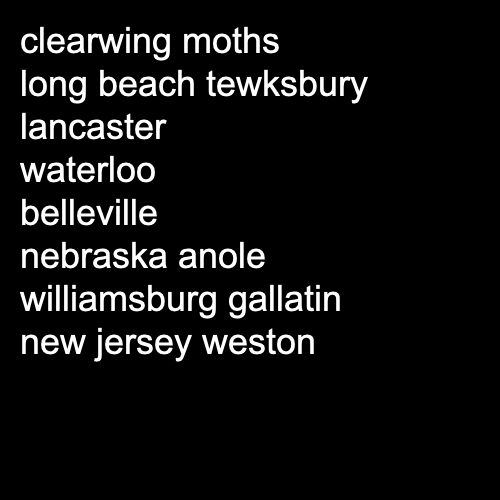 clearwing moths
long beach tewksbury
lancaster
waterloo
belleville
nebraska anole
williamsburg gallatin
new jersey weston